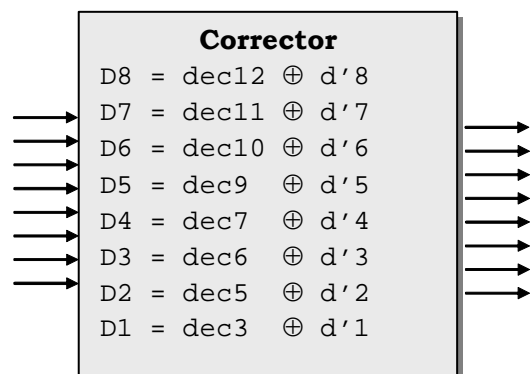 Corrector
D8 = dec12 ⊕ d’8
D7 = dec11 ⊕ d’7
D6 = dec10 ⊕ d’6
D5 = dec9 ⊕ d’5
D4 = dec7 ⊕ d’4
D3 = dec6 ⊕ d’3
D2 = dec5 ⊕ d’2
D1 = dec3 ⊕ d’1